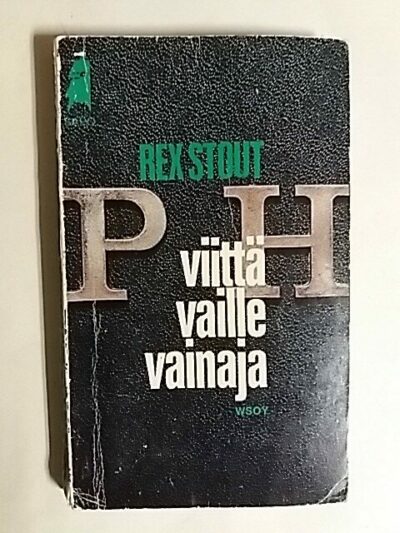 REX STOUT
P H
viittä
vaille
vainaja
WSOY